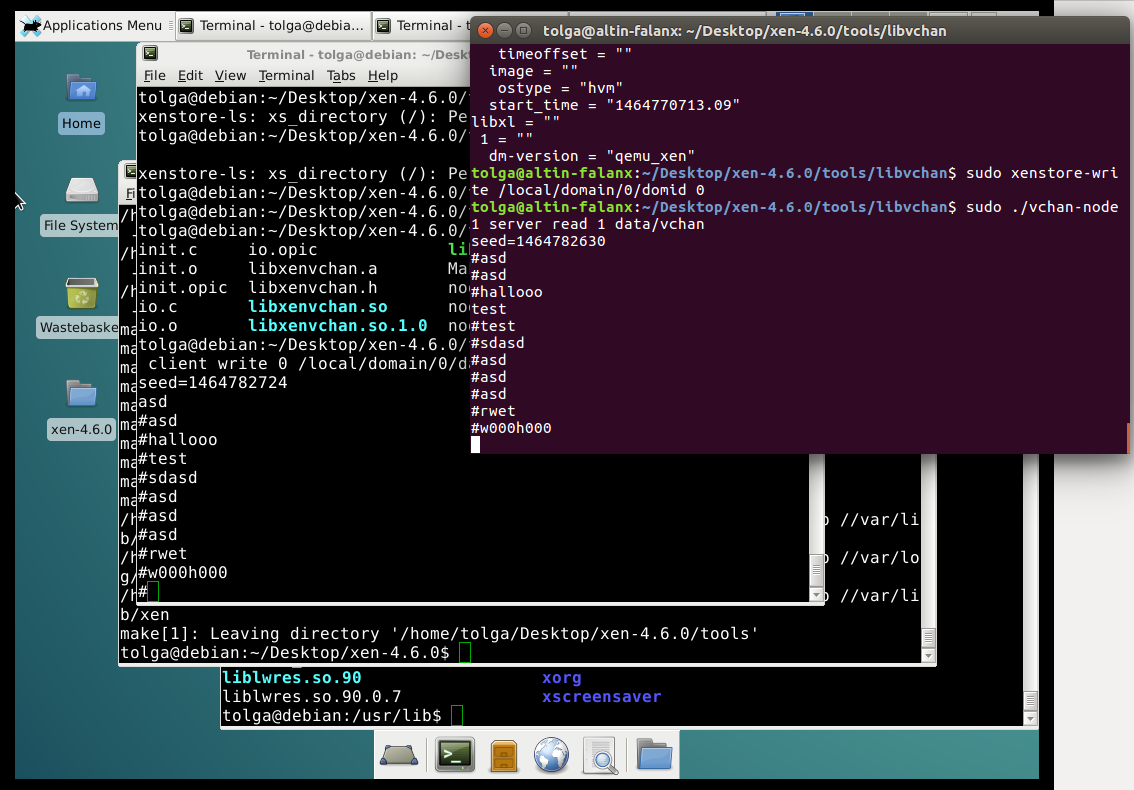 Applications Menu
Terminal - tolga@debia...
Terminal - t
Home
File System
Wastebaske
xen-4.6.0
Terminal - tolga@debian: ~/Desk
File Edit View Terminal Tabs Help
tolga@debian:~/Desktop/xen-4.6.0/
xenstore-ls: xs_directory (/): Pe
tolga@debian:~/Desktop/xen-4.6.0/
xenstore-ls: xs_directory (/): Pe
tolga@debian:~/Desktop/xen-4.6.0/
tolga@debian:~/Desktop/xen-4.6.0/
tolga@debian:~/Desktop/xen-4.6.0/
init.c io.opic li
init.o libxenvchan.a Ma
init.opic libxenvchan.h no
io.c libxenvchan.so no
io.o libxenvchan.so.1.0 no
tolga@debian:~/Desktop/xen-4.6.0/
client write 0 /local/domain/0/d
seed=1464782724
asd
#asd
#hallooo
#test
#sdasd
#asd
#asd
#asd
#rwet
#w000h000
#
tolga@altin-falanx: ~/Desktop/xen-4.6.0/tools/libvchan
timeoffset = ""
image = ""
ostype = "hvm"
start_time = "1464770713.09"
libxl = ""
1 = ""
dm-version = "qemu_xen"
tolga@altin-falanx:~/Desktop/xen-4.6.0/tools/libvchan$ sudo xenstore-wri
te /local/domain/0/domid 0
tolga@altin-falanx:~/Desktop/xen-4.6.0/tools/libvchan$ sudo ./vchan-node
1 server read 1 data/vchan
seed=1464782630
#asd
#asd
#hallooo
test
#test
#sdasd
#asd
#asd
#asd
#rwet
#w000h000
//var/li
//var/lo
//var/li
b/xen
make[1]: Leaving directory '/home/tolga/Desktop/xen-4.6.0/tools'
tolga@debian:~/Desktop/xen-4.6.0$
liblwres.so.90 xorg
liblwres.so.90.0.7 xscreensaver
tolga@debian:/usr/lib$